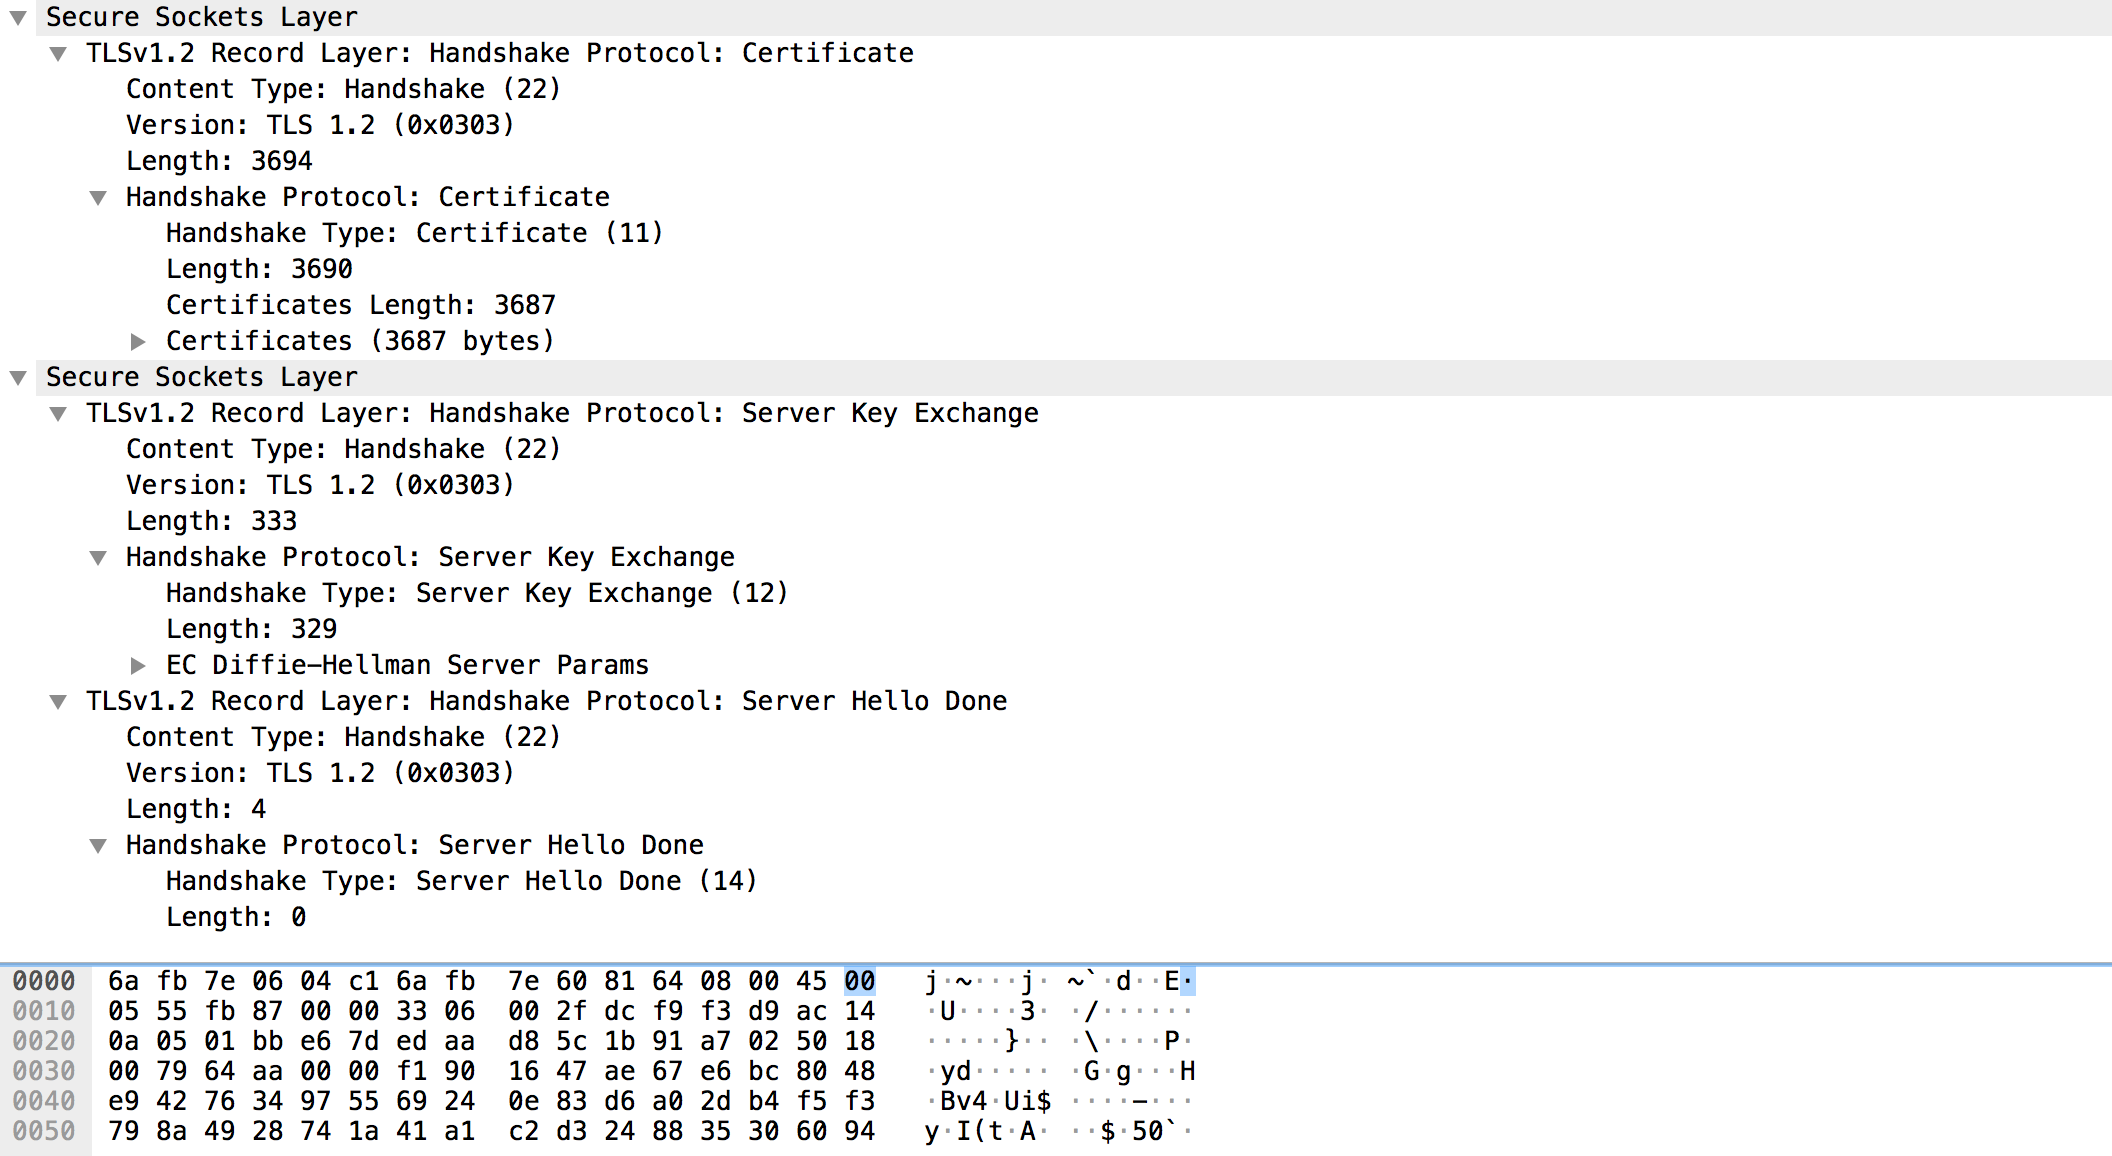 Secure Sockets Layer
TLSv1.2 Record Layer: Handshake Protocol: Certificate
Content Type: Handshake (22)
Version: TLS 1.2 (0x0303)
Length: 3694
Handshake Protocol: Certificate
Handshake Type: Certificate (11)
Length: 3690
Certificates Length: 3687
Certificates (3687 bytes)
Secure Sockets Layer
TLSv1.2 Record Layer: Handshake Protocol: Server Key Exchange
Content Type: Handshake (22)
Version: TLS 1.2 (0x0303)
Length: 333
Handshake Protocol: Server Key Exchange
Handshake Type: Server Key Exchange (12)
Length: 329
EC Diffie–Hellman Server Params
TLSv1.2 Record Layer: Handshake Protocol: Server Hello Done
Content Type: Handshake (22)
Version: TLS 1.2 (0x0303)
Length: 4
Handshake Protocol: Server Hello Done
Handshake Type: Server Hello Done (14)
Length: 0
0000 6a fb 7e 06 04 c1 6a fb 7e 60 81 64 08 00 45 00 j·~···j· ~`·d··E·
0010 05 55 fb 87 00 00 33 06 00 2f dc f9 f3 d9 ac 14 ·U····3· ·/······
0020 0a 05 01 bb e6 7d ed aa d8 5c 1b 91 a7 02 50 18 ·····}·· ·\····P·
0030 00 79 64 aa 00 00 f1 90 16 47 ae 67 e6 bc 80 48 ·yd····· ·G·g···H
0040 e9 42 76 34 97 55 69 24 0e 83 d6 a0 2d b4 f5 f3 ·Bv4·Ui$ ····–···
0050 79 8a 49 28 74 1a 41 a1 c2 d3 24 88 35 30 60 94 y·I(t·A· ··$·50`·